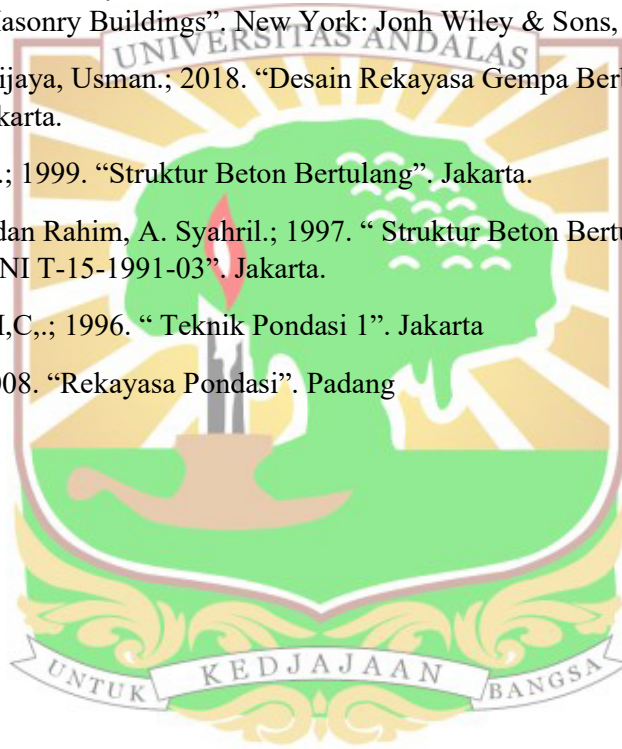 Masonry Buildings”. New York: Jonh Wiley & Sons,
UNIVERSITAS ANDALAS
ijaya, Usman.; 2018. “Desain Rekayasa Gempa Ber
karta.
.; 1999. “Struktur Beton Bertulang”. Jakarta.
dan Rahim, A. Syahril.; 1997. “ Struktur Beton Bertu
NI T-15-1991-03”. Jakarta.
,C,.; 1996. “ Teknik Pondasi 1”. Jakarta
08. “Rekayasa Pondasi”. Padang
UNTUK KEDJAJAAN BANGSA